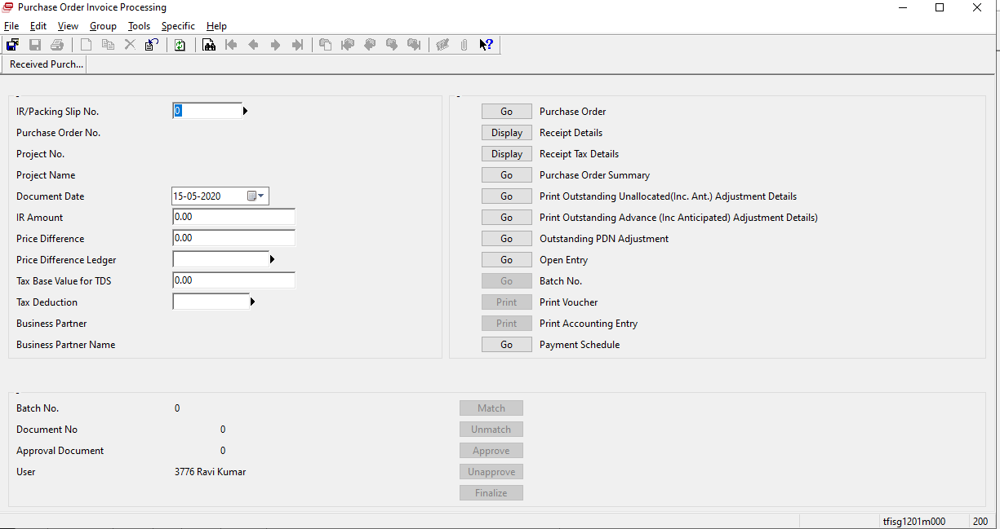 Purchase Order Invoice Processing
File Edit View Group Tools Specific Help
Received Purch...
IR/Packing Slip No. 0
Purchase Order No.
Project No.
Project Name
Document Date 15-05-2020
IR Amount 0.00
Price Difference 0.00
Price Difference Ledger
Tax Base Value for TDS 0.00
Tax Deduction
Business Partner
Business Partner Name
Go Purchase Order
Display Receipt Details
Display Receipt Tax Details
Go Purchase Order Summary
Go Print Outstanding Unallocated(Inc. Ant.) Adjustment Details
Go Print Outstanding Advance (Inc Anticipated) Adjustment Details)
Go Outstanding PDN Adjustment
Go Open Entry
Go Batch No.
Print Print Voucher
Print Print Accounting Entry
Go Payment Schedule
Batch No. 0
Document No 0
Approval Document 0
User 3776 Ravi Kumar
Match
Unmatch
Approve
Unapprove
Finalize
tfisg1201m000 200